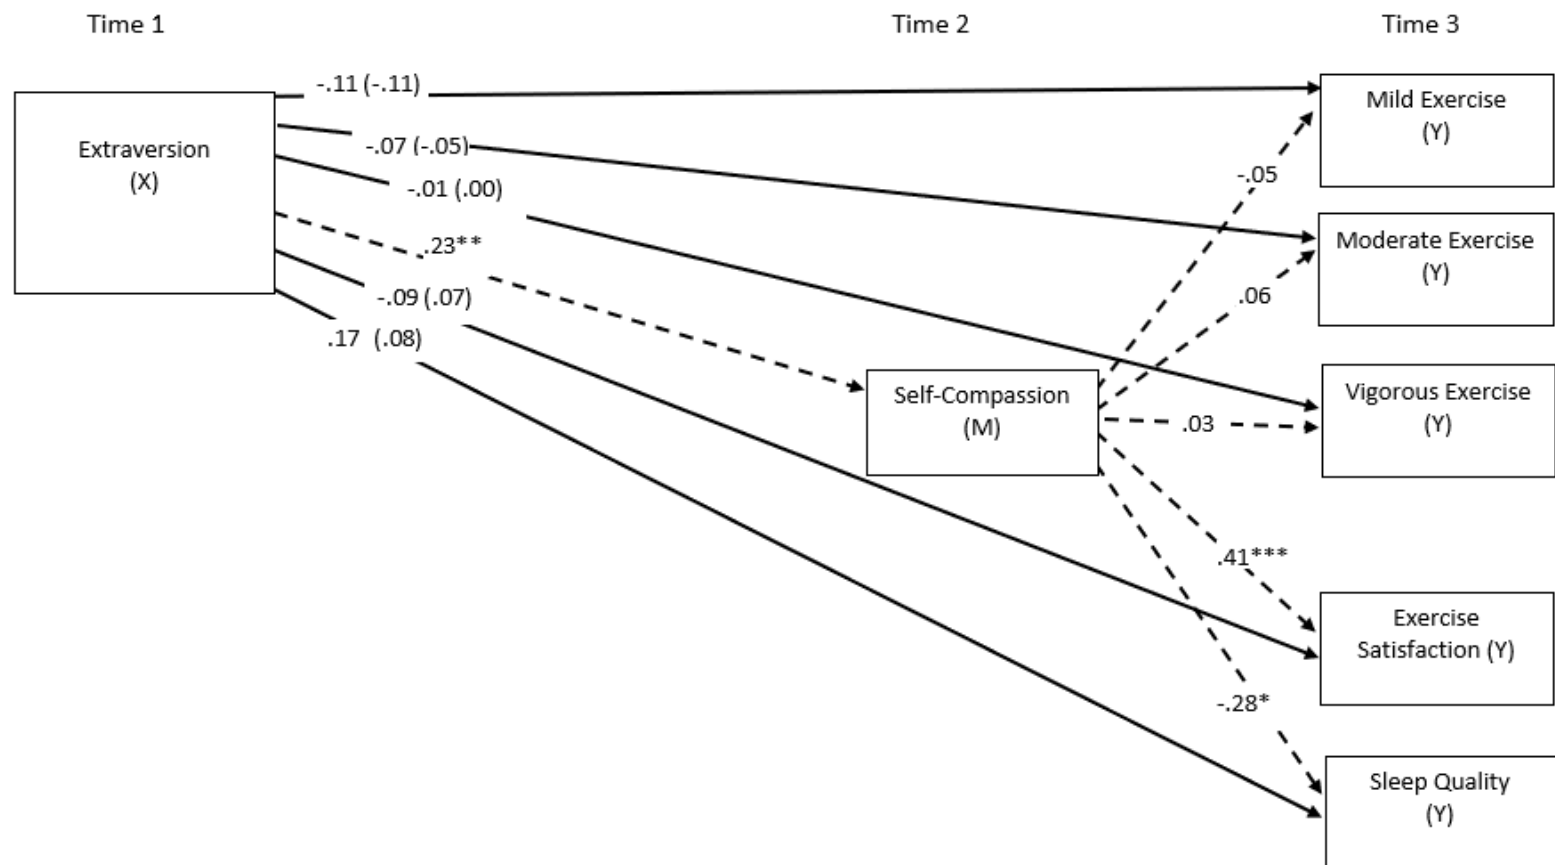 Time 1
Time 2
Time 3
Extraversion
(X)
-.11 (-.11)
-.07 (-.05)
-.01 (.00)
.23**
-.09 (.07)
.17 (.08)
Self-Compassion
(M)
-.05
.06
.03
.41***
-.28*
Mild Exercise
(Y)
Moderate Exercise
(Y)
Vigorous Exercise
(Y)
Exercise
Satisfaction (Y)
Sleep Quality
(Y)